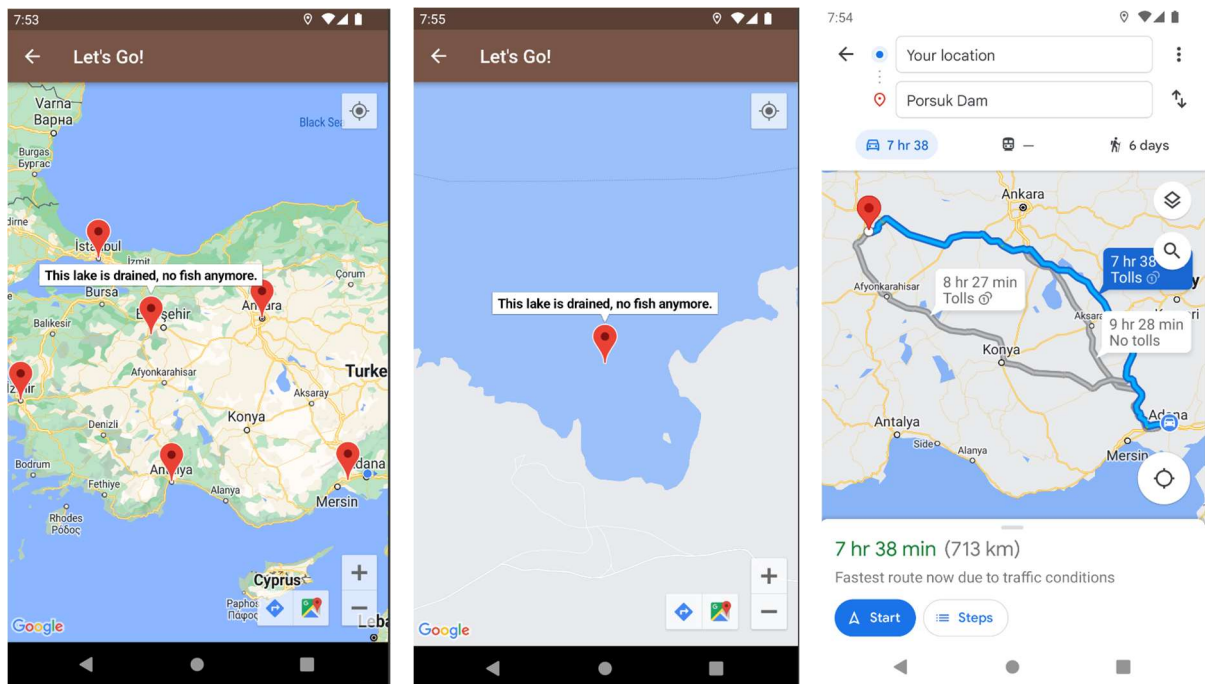 7:53
Let's Go!
Varna
Варна
Black Sea
Burgas
Бургас
İstanbul
İzmit
This lake is drained, no fish anymore.
Bursa
Çorum
Ankara
Balıkesir
Afyonkarahisar
Turke
Aksaray
Konya
Denizli
Bodrum
Antalya
Fethiye
Alanya
Mersin
Rhodes
Ρόδος
Cyprus
Google
Leba
7:55
Let's Go!
This lake is drained, no fish anymore.
Google
7:54
Your location
Porsuk Dam
7 hr 38
—
6 days
Ankara
7 hr 38
Tolls
8 hr 27 min
Tolls
Afyonkarahisar
Aksara
9 hr 28 min
No tolls
Konya
Antalya
Side
Alanya
Mersin
Adana
7 hr 38 min (713 km)
Fastest route now due to traffic conditions
Start
Steps